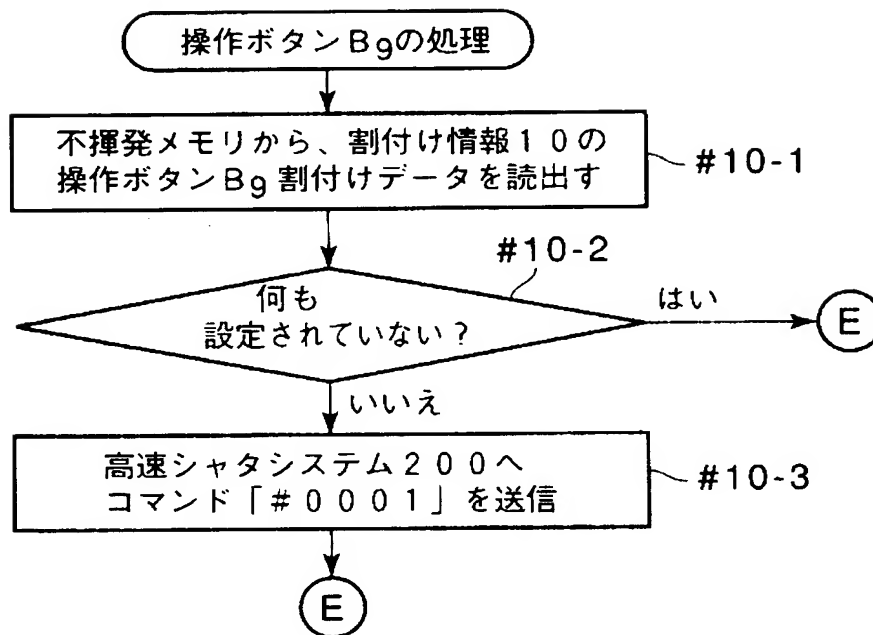 操作ボタンB9の処理
不揮発メモリから、割付け情報10の
操作ボタンB9割付けデータを読出す
#10-1
#10-2
何も
設定されていない?
はい
E
いいえ
高速シャタシステム200へ
コマンド「#0001」を送信
#10-3
E